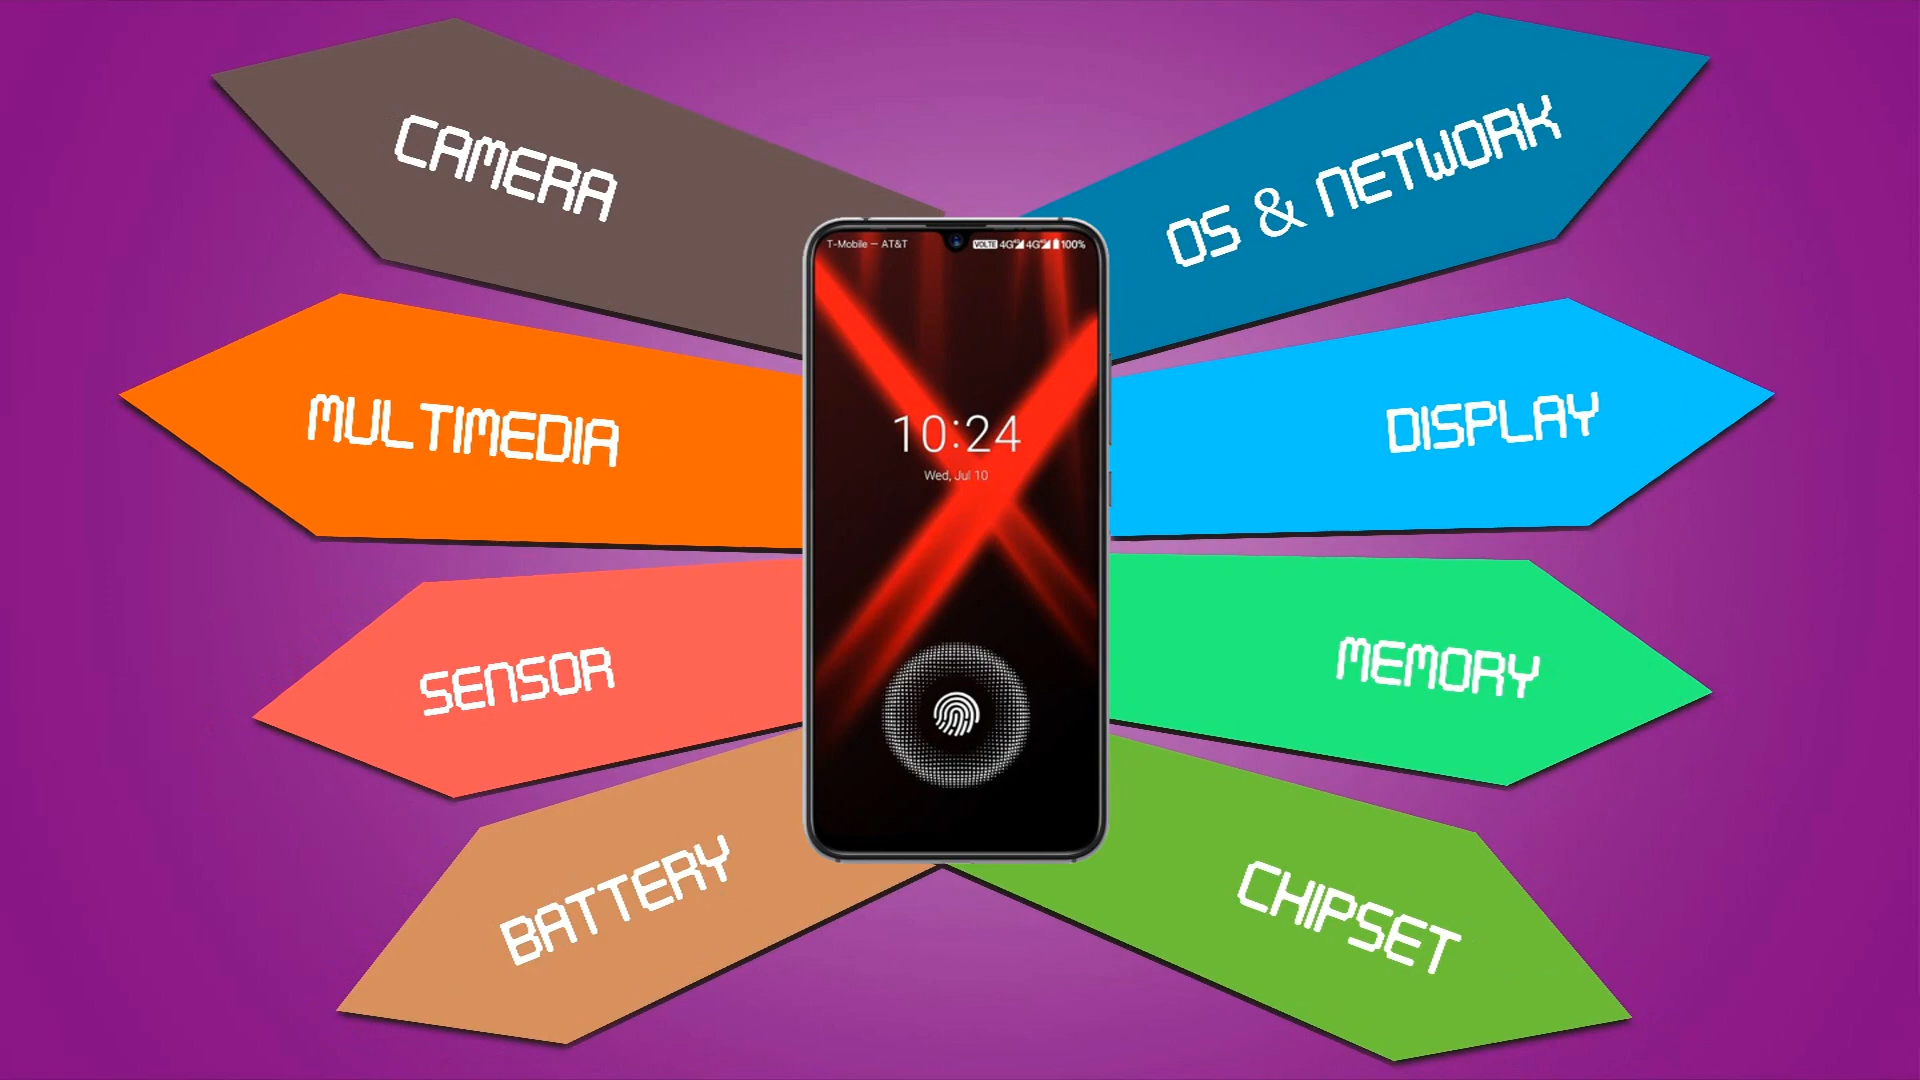 CAMERA
OS & NETWORK
T-Mobile — AT&T
VOLTE 4G 4G 100%
MULTIMEDIA
10:24
Wed, Jul 10
DISPLAY
SENSOR
MEMORY
BATTERY
CHIPSET